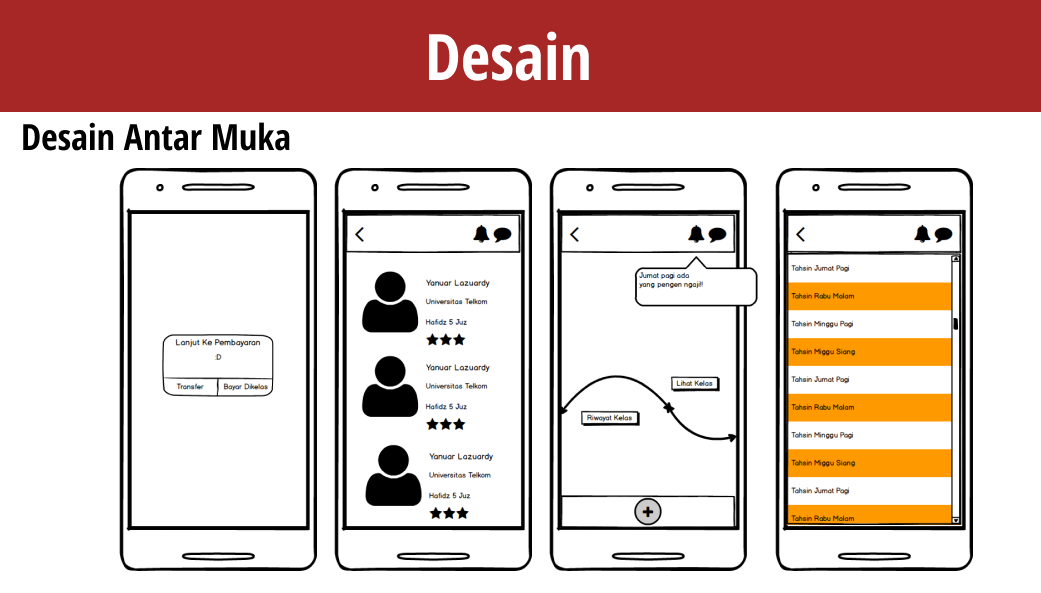 Desain
Desain Antar Muka
Lanjut Ke Pembayaran
:D
Transfer
Bayar Dikelas
Yanuar Lazuardy
Universitas Telkom
Hafidz 5 Juz
Yanuar Lazuardy
Universitas Telkom
Hafidz 5 Juz
Yanuar Lazuardy
Universitas Telkom
Hafidz 5 Juz
Jumat pagi ada
yang pengen ngaji!!
Lihat Kelas
Riwayat Kelas
Tahsin Jumat Pagi
Tahsin Rabu Malam
Tahsin Minggu Pagi
Tahsin Miggu Siang
Tahsin Jumat Pagi
Tahsin Rabu Malam
Tahsin Minggu Pagi
Tahsin Miggu Siang
Tahsin Jumat Pagi
Tahsin Rabu Malam